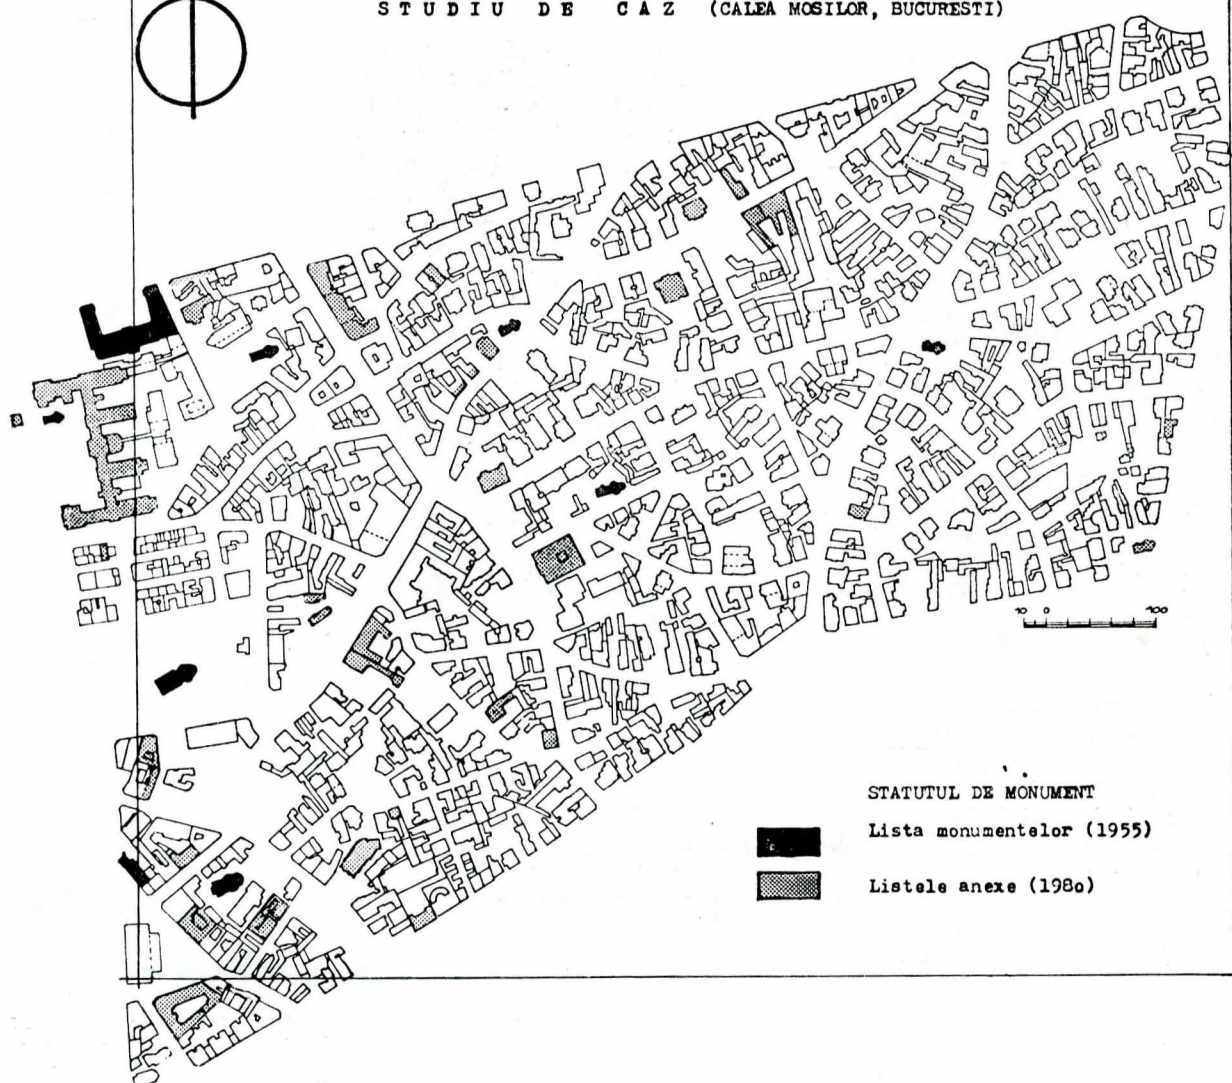 STUDIU DE CAZ (CALEA MOSILOR, BUCURESTI)
10 0 100
STATUTUL DE MONUMENT
Lista monumentelor (1955)
Listele anexe (198o)